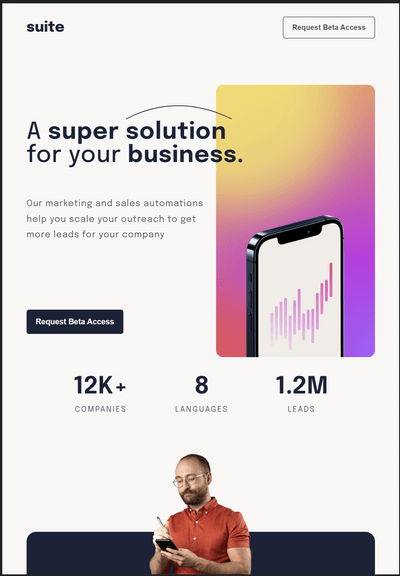 suite
Request Beta Access
A super solution
for your business.
Our marketing and sales automations
help you scale your outreach to get
more leads for your company
Request Beta Access
12K+
8
1.2M
COMPANIES
LANGUAGES
LEADS